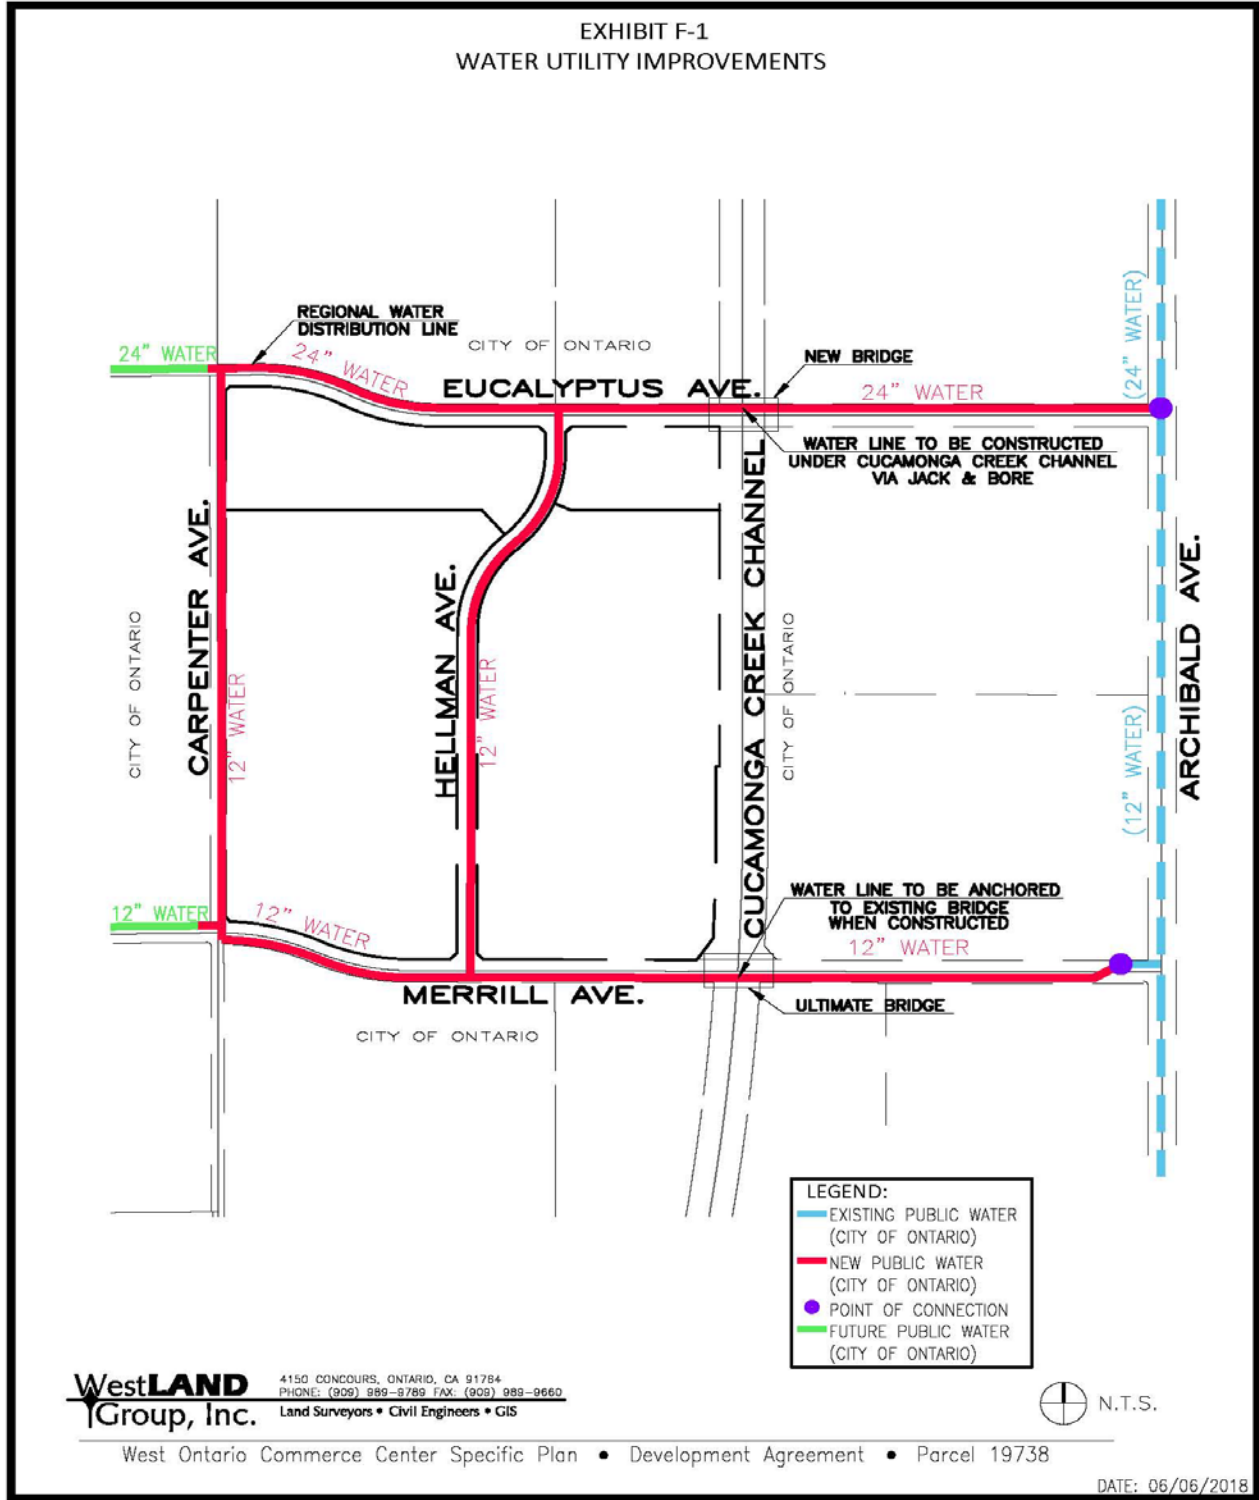 EXHIBIT F-1
WATER UTILITY IMPROVEMENTS
(24" WATER)
REGIONAL WATER
DISTRIBUTION LINE
24" WATER
24" WATER
CITY OF ONTARIO
NEW BRIDGE
EUCALYPTUS AVE.
24" WATER
WATER LINE TO BE CONSTRUCTED
UNDER CUCAMONGA CREEK CHANNEL
VIA JACK & BORE
CARPENTER AVE.
HELLMAN AVE.
CUCAMONGA CREEK CHANNEL
ARCHIBALD AVE.
CITY OF ONTARIO
12" WATER
12" WATER
CITY OF ONTARIO
(12" WATER)
WATER LINE TO BE ANCHORED
TO EXISTING BRIDGE
WHEN CONSTRUCTED
12" WATER
12" WATER
12" WATER
MERRILL AVE.
ULTIMATE BRIDGE
CITY OF ONTARIO
LEGEND:
EXISTING PUBLIC WATER
(CITY OF ONTARIO)
NEW PUBLIC WATER
(CITY OF ONTARIO)
POINT OF CONNECTION
FUTURE PUBLIC WATER
(CITY OF ONTARIO)
WestLAND
Group, Inc.
4150 CONCOURS, ONTARIO, CA 91764
PHONE: (909) 989-9789 FAX: (909) 989-9660
Land Surveyors • Civil Engineers • GIS
N.T.S.
West Ontario Commerce Center Specific Plan • Development Agreement • Parcel 19738
DATE: 06/06/2018